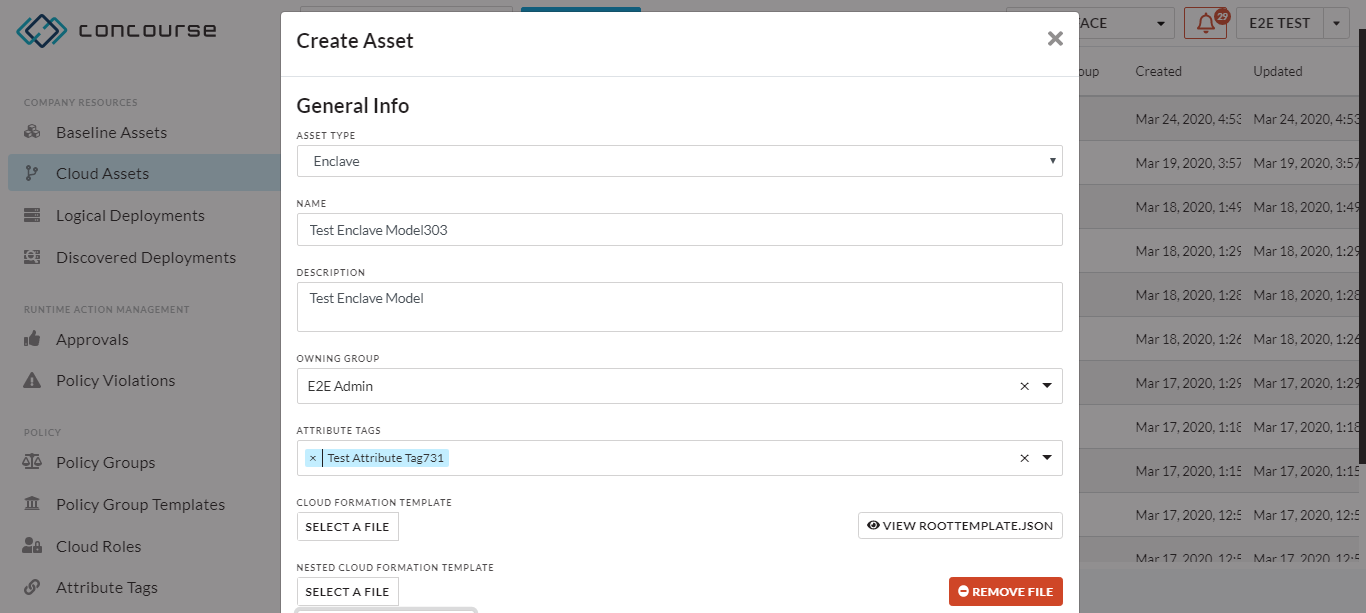 concourse
COMPANY RESOURCES
Baseline Assets
Cloud Assets
Logical Deployments
Discovered Deployments
RUNTIME ACTION MANAGEMENT
Approvals
Policy Violations
POLICY
Policy Groups
Policy Group Templates
Cloud Roles
Attribute Tags
Create Asset
General Info
ASSET TYPE
Enclave
NAME
Test Enclave Model303
DESCRIPTION
Test Enclave Model
OWNING GROUP
E2E Admin
ATTRIBUTE TAGS
× Test Attribute Tag731
CLOUD FORMATION TEMPLATE
SELECT A FILE
VIEW ROOTTEMPLATE.JSON
NESTED CLOUD FORMATION TEMPLATE
SELECT A FILE
REMOVE FILE
29
E2E TEST
Created Updated
Mar 24, 2020, 4:53 Mar 24, 2020, 4:53
Mar 19, 2020, 3:57 Mar 19, 2020, 3:57
Mar 18, 2020, 1:49 Mar 18, 2020, 1:49
Mar 18, 2020, 1:29 Mar 18, 2020, 1:29
Mar 18, 2020, 1:28 Mar 18, 2020, 1:28
Mar 18, 2020, 1:26 Mar 18, 2020, 1:26
Mar 17, 2020, 1:29 Mar 17, 2020, 1:29
Mar 17, 2020, 1:18 Mar 17, 2020, 1:18
Mar 17, 2020, 1:15 Mar 17, 2020, 1:15
Mar 17, 2020, 12:5 Mar 17, 2020, 12:5
Mar 17, 2020, 12:5 Mar 17, 2020, 12:5